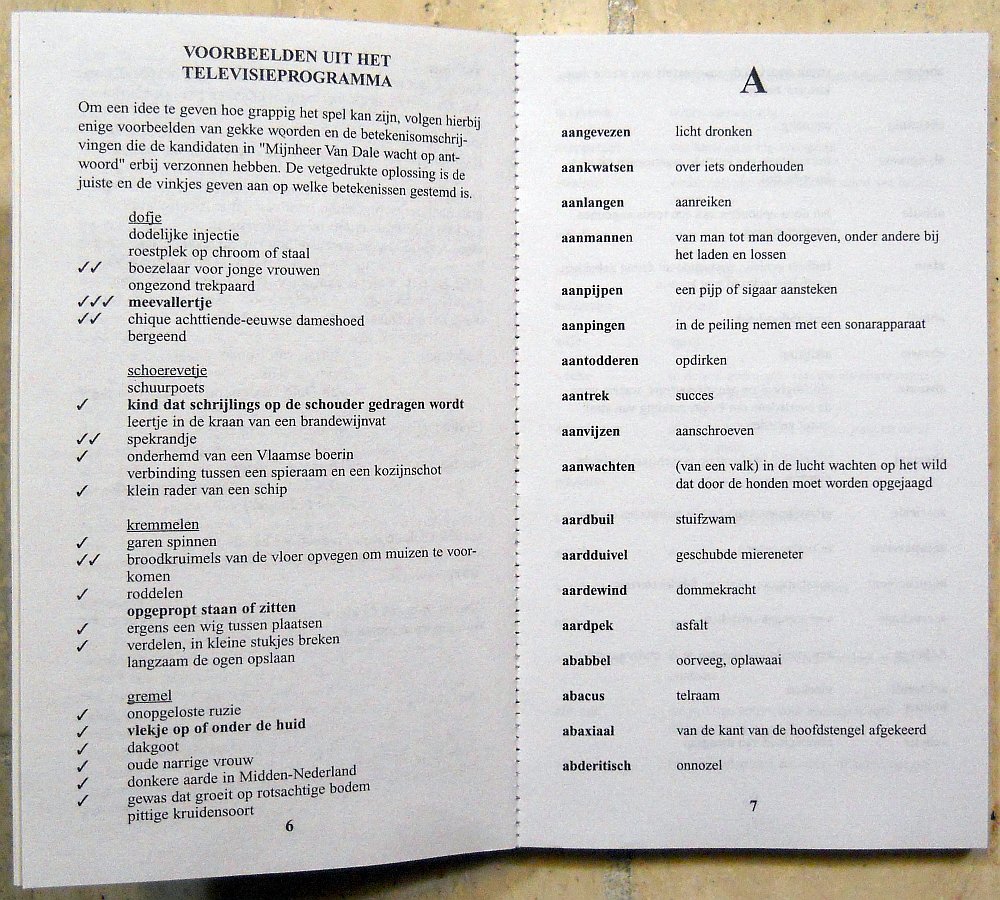 VOORBEELDEN UIT HET
TELEVISIEPROGRAMMA
Om een idee te geven hoe grappig het spel kan zijn, volgen hierbij
enige voorbeelden van gekke woorden en de betekenisomschrij-
vingen die de kandidaten in "Mijnheer Van Dale wacht op ant-
woord" erbij verzonnen hebben. De vetgedrukte oplossing is de
juiste en de vinkjes geven aan op welke betekenissen gestemd is.
dofje
dodelijke injectie
roestplek op chroom of staal
✓✓ boezelaar voor jonge vrouwen
ongezond trekpaard
✓✓✓ meevallertje
✓✓ chique achttiende-eeuwse dameshoed
bergeend
schoerevetje
schuurpoets
✓ kind dat schrijlings op de schouder gedragen wordt
leertje in de kraan van een brandewijnvat
✓✓ spekrandje
✓ onderhemd van een Vlaamse boerin
verbinding tussen een spieraam en een kozijnschot
✓ klein rader van een schip
kremmelen
✓ garen spinnen
✓✓ broodkruimels van de vloer opvegen om muizen te voor-
komen
✓ roddelen
opgepropt staan of zitten
✓ ergens een wig tussen plaatsen
✓ verdelen, in kleine stukjes breken
langzaam de ogen opslaan
gremel
✓ onopgeloste ruzie
✓ vlekje op of onder de huid
✓ dakgoot
✓ oude narrige vrouw
✓ donkere aarde in Midden-Nederland
✓ gewas dat groeit op rotsachtige bodem
pittige kruidensoort
6
A
aangevezen licht dronken
aankwatsen over iets onderhouden
aanlangen aanreiken
aanmannen van man tot man doorgeven, onder andere bij
het laden en lossen
aanpijpen een pijp of sigaar aansteken
aanpingen in de peiling nemen met een sonarapparaat
aantodderen opdirken
aantrek succes
aanvijzen aanschroeven
aanwachten (van een valk) in de lucht wachten op het wild
dat door de honden moet worden opgejaagd
aardbuil stuifzwam
aardduivel geschubde miereneter
aardewind dommekracht
aardpek asfalt
ababbel oorveeg, oplawaai
abacus telraam
abaxiaal van de kant van de hoofdstengel afgekeerd
abderitisch onnozel
7